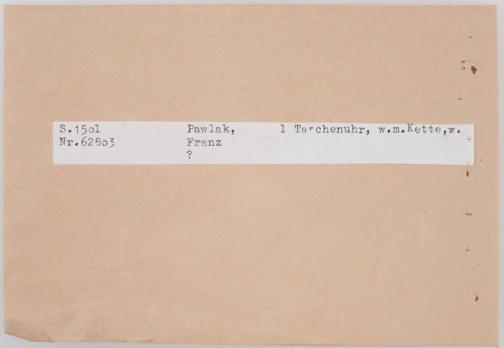 S.15o1 Pawlak, 1 Taschenuhr, w.m.Kette,w.
Nr.628o3 Franz
?